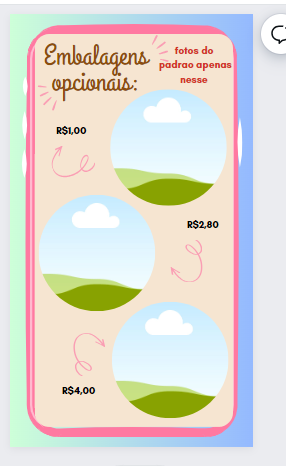 Embalagens
opcionais:
fotos do
padrao apenas
nesse
R$1,00
R$2,80
R$4,00